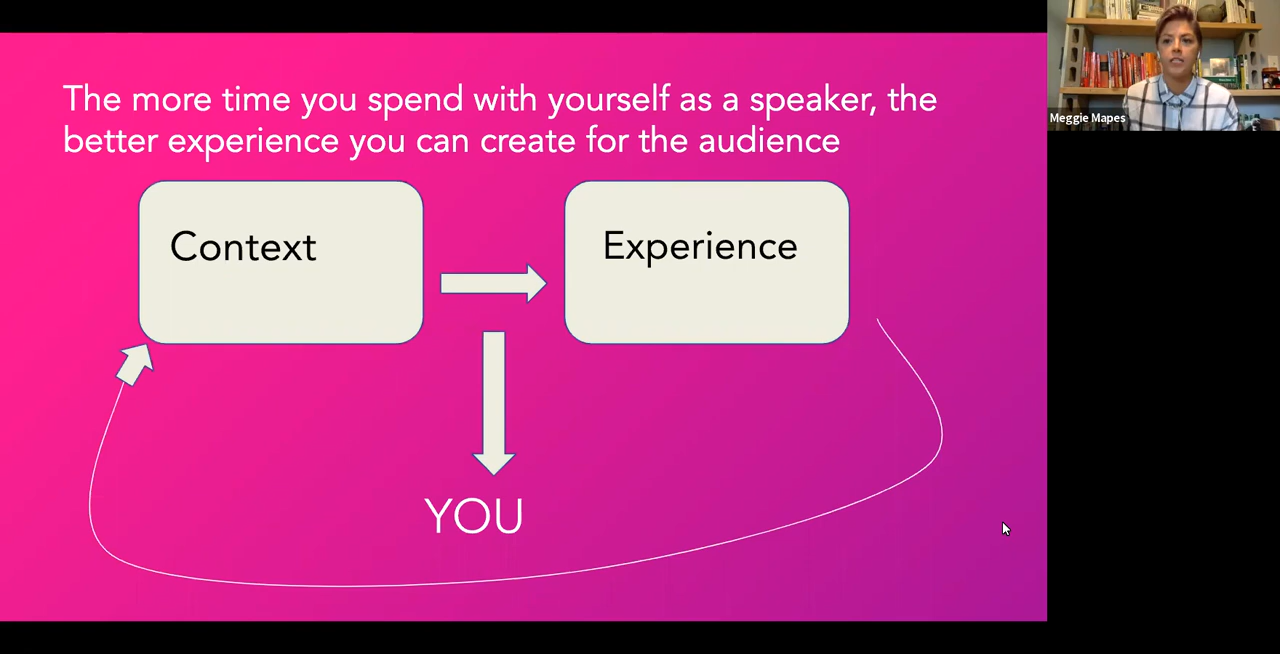 The more time you spend with yourself as a speaker, the
better experience you can create for the audience
Context
Experience
YOU
Meggie Mapes